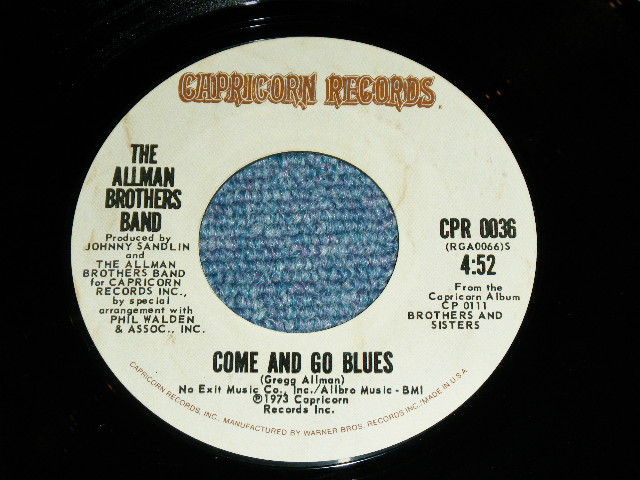 CAPRICORN RECORDS
THE
ALLMAN
BROTHERS
BAND
Produced by
JOHNNY SANDLIN
and
THE ALLMAN
BROTHERS BAND
for CAPRICORN
RECORDS INC.,
by special
arrangement with
PHIL WALDEN
& ASSOC., INC.
CPR 0036
(RGA0066)S
4:52
From the
Capricorn Album
CP 0111
BROTHERS AND
SISTERS
COME AND GO BLUES
(Gregg Allman)
No Exit Music Co., Inc./Allbro Music - BMI
℗1973 Capricorn
Records Inc.
CAPRICORN RECORDS, INC., MANUFACTURED BY WARNER BROS. RECORDS INC./MADE IN U.S.A.